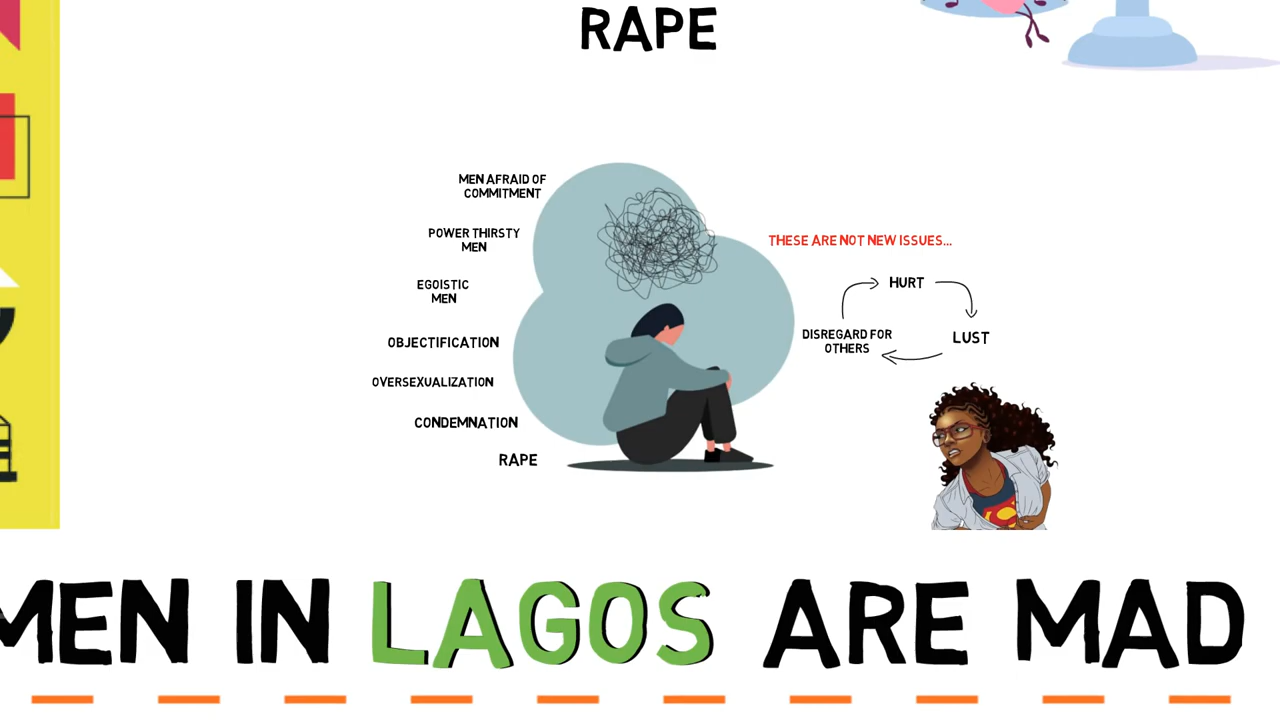 RAPE
MEN AFRAID OF
COMMITMENT
POWER THIRSTY
MEN
EGOISTIC
MEN
OBJECTIFICATION
OVERSEXUALIZATION
CONDEMNATION
RAPE
THESE ARE NOT NEW ISSUES...
HURT
LUST
DISREGARD FOR
OTHERS
MEN IN LAGOS ARE MAD